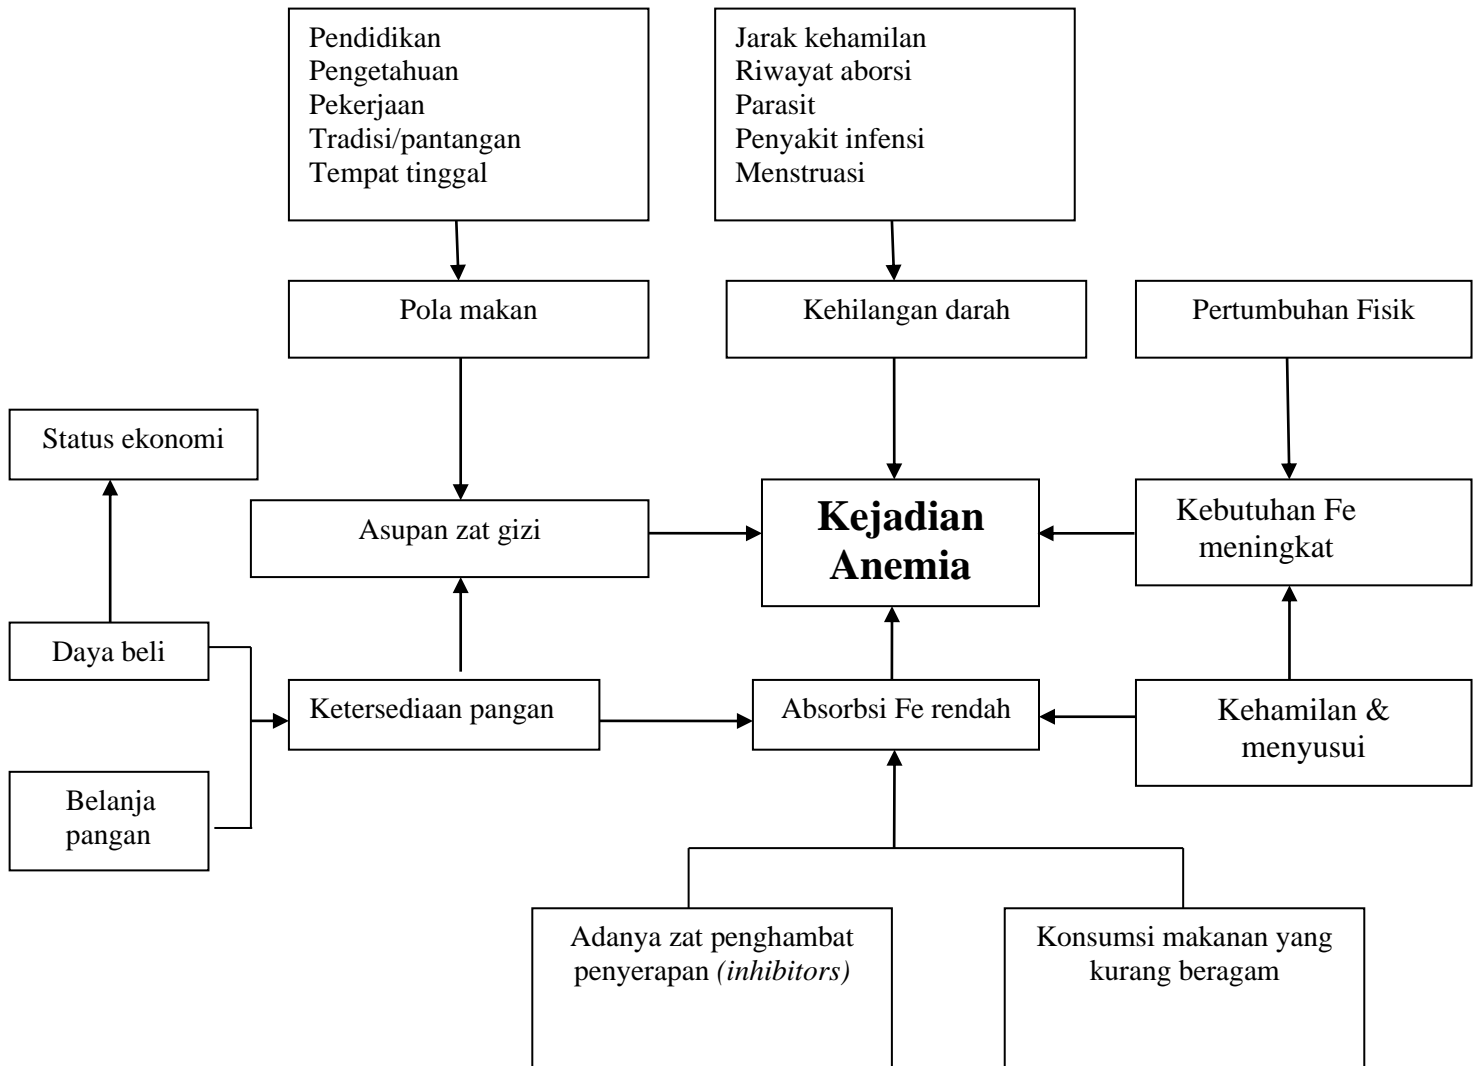 Pendidikan
Pengetahuan
Pekerjaan
Tradisi/pantangan
Tempat tinggal
Jarak kehamilan
Riwayat aborsi
Parasit
Penyakit infensi
Menstruasi
Pola makan
Kehilangan darah
Pertumbuhan Fisik
Status ekonomi
Asupan zat gizi
Kejadian
Anemia
Kebutuhan Fe
meningkat
Daya beli
Ketersediaan pangan
Absorbsi Fe rendah
Kehamilan &
menyusui
Belanja
pangan
Adanya zat penghambat
penyerapan (inhibitors)
Konsumsi makanan yang
kurang beragam